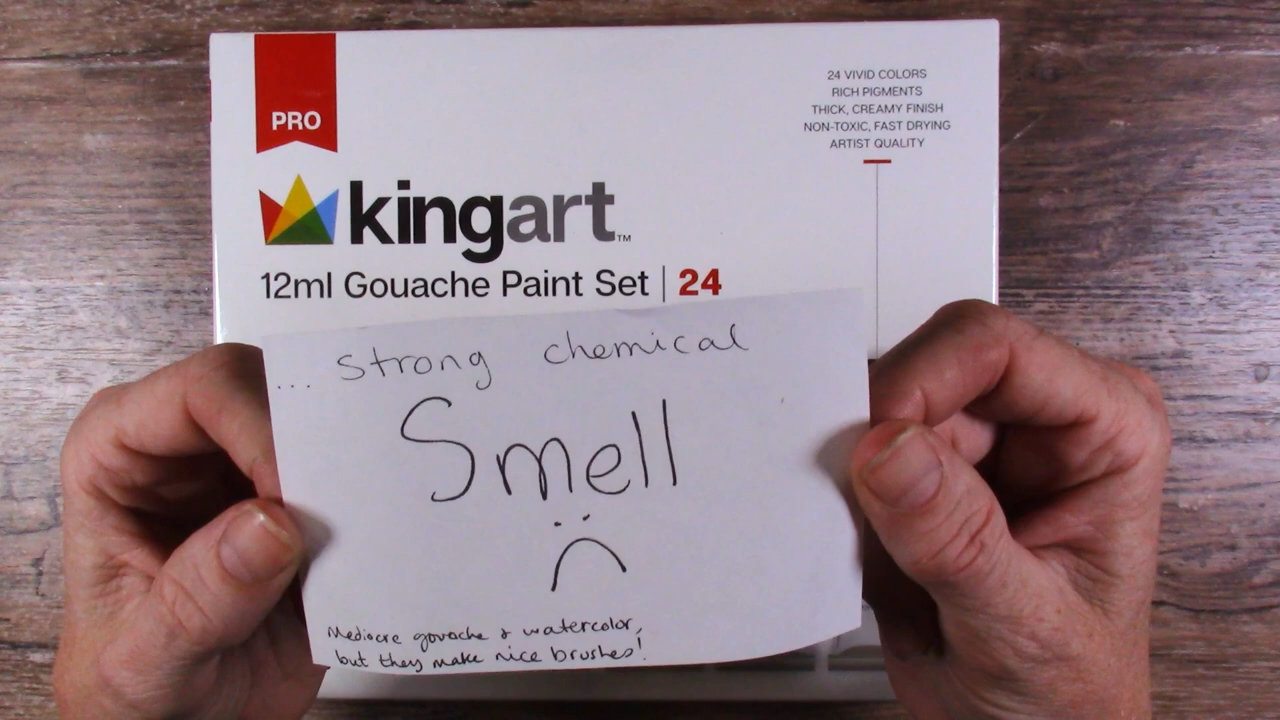 PRO
24 VIVID COLORS
RICH PIGMENTS
THICK, CREAMY FINISH
NON-TOXIC, FAST DRYING
ARTIST QUALITY
kingart™
12ml Gouache Paint Set | 24
... strong chemical
Smell
:(
Mediocre gouache & watercolor,
but they make nice brushes!